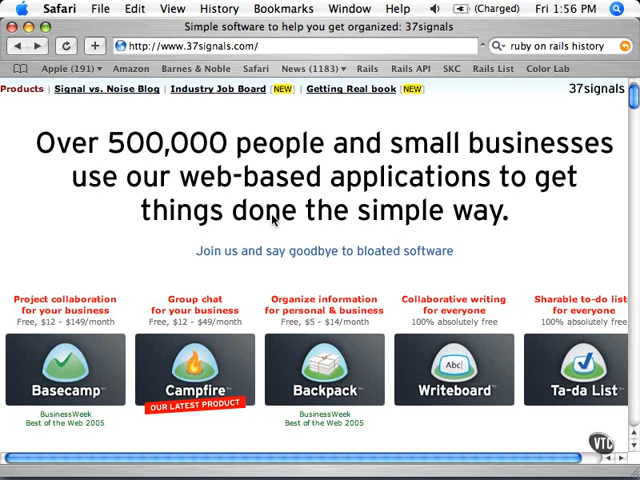 Safari File Edit View History Bookmarks Window Help (Charged) Fri 1:56 PM
Simple software to help you get organized: 37signals
http://www.37signals.com/ ruby on rails history
Apple (191) Amazon Barnes & Noble Safari News (1183) Rails Rails API SKC Rails List Color Lab
Products | Signal vs. Noise Blog | Industry Job Board NEW | Getting Real book NEW 37signals
Over 500,000 people and small businesses
use our web-based applications to get
things done the simple way.
Join us and say goodbye to bloated software
Project collaboration
for your business
Free, $12 - $149/month
Basecamp
BusinessWeek
Best of the Web 2005
Group chat
for your business
Free, $12 - $49/month
Campfire™
OUR LATEST PRODUCT
Organize information
for personal & business
Free, $5 - $14/month
Backpack™
BusinessWeek
Best of the Web 2005
Collaborative writing
for everyone
100% absolutely free
Abc
Writeboard™
Sharable to-do list
for everyone
100% absolutely free
Ta-da List™
VTC